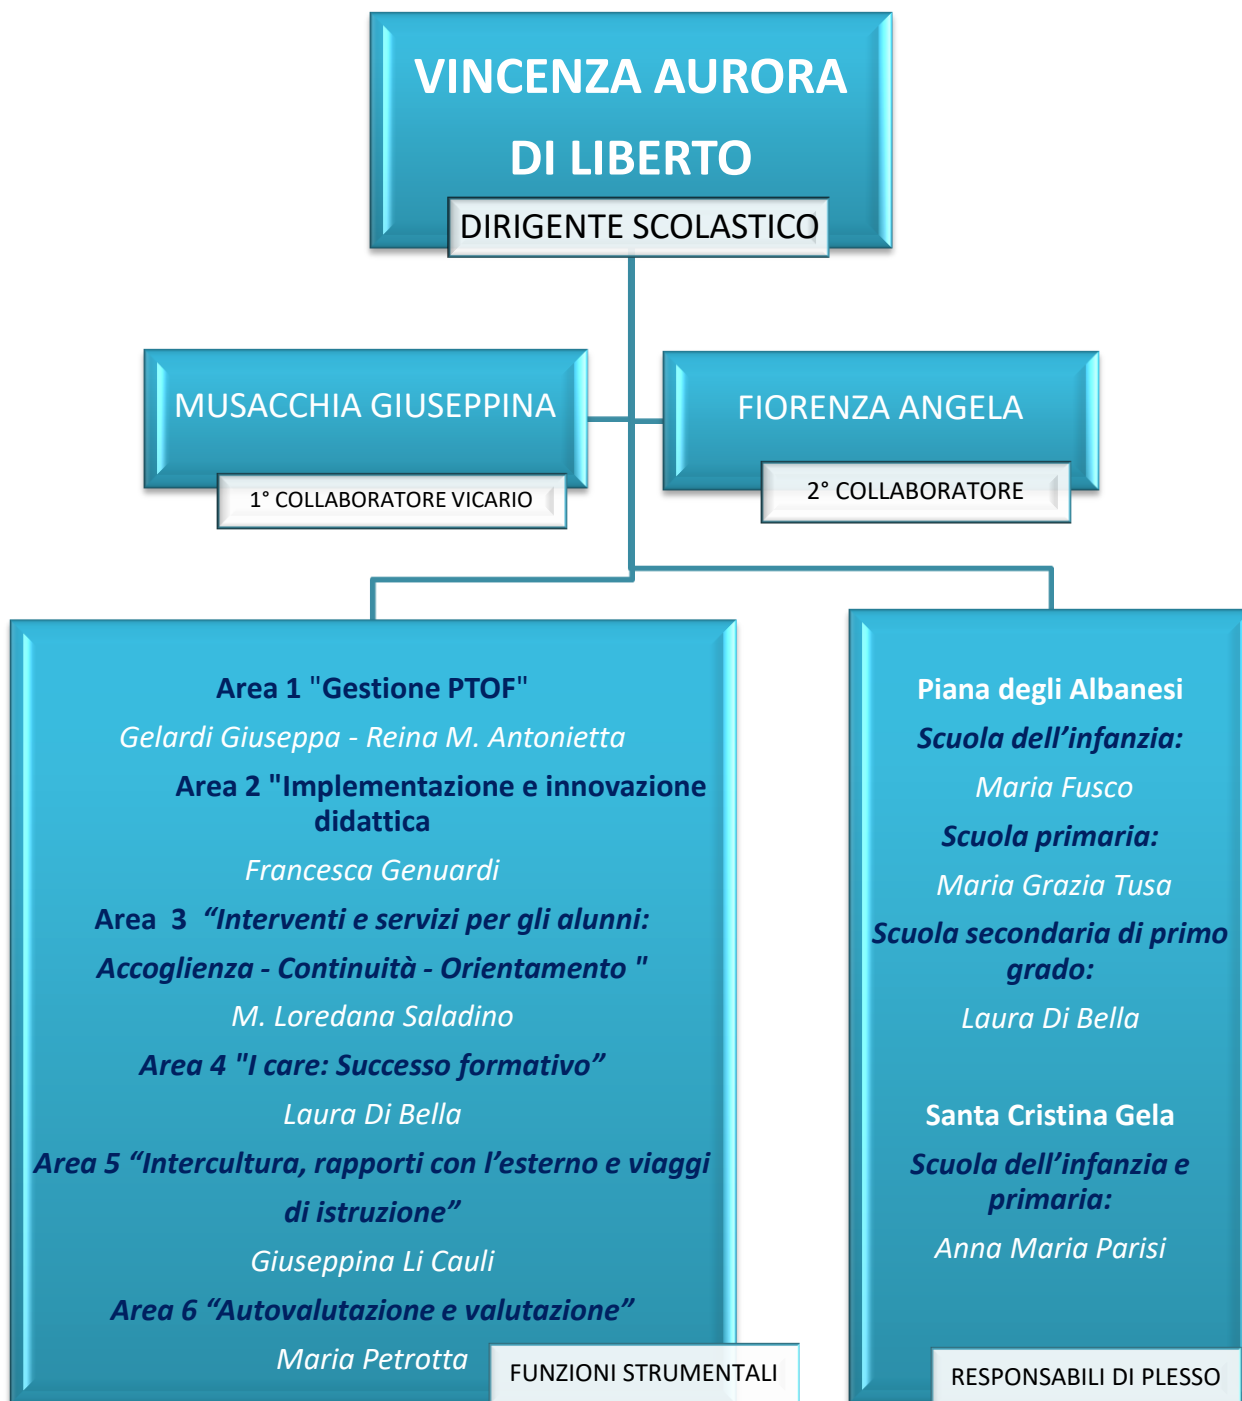 VINCENZA AURORA
DI LIBERTO
DIRIGENTE SCOLASTICO
MUSACCHIA GIUSEPPINA
1° COLLABORATORE VICARIO
FIORENZA ANGELA
2° COLLABORATORE
Area 1 "Gestione PTOF"
Gelardi Giuseppa - Reina M. Antonietta
Area 2 "Implementazione e innovazione
didattica
Francesca Genuardi
Area 3 “Interventi e servizi per gli alunni:
Accoglienza - Continuità - Orientamento "
M. Loredana Saladino
Area 4 "I care: Successo formativo”
Laura Di Bella
Area 5 “Intercultura, rapporti con l’esterno e viaggi
di istruzione”
Giuseppina Li Cauli
Area 6 “Autovalutazione e valutazione”
Maria Petrotta
FUNZIONI STRUMENTALI
Piana degli Albanesi
Scuola dell’infanzia:
Maria Fusco
Scuola primaria:
Maria Grazia Tusa
Scuola secondaria di primo
grado:
Laura Di Bella
Santa Cristina Gela
Scuola dell’infanzia e
primaria:
Anna Maria Parisi
RESPONSABILI DI PLESSO